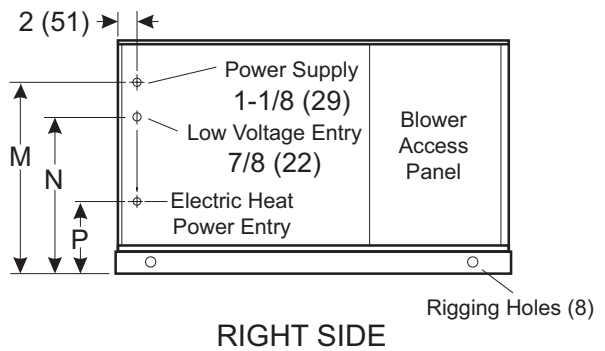 2 (51)
Power Supply
1-1/8 (29)
Low Voltage Entry
7/8 (22)
Electric Heat
Power Entry
Blower
Access
Panel
M
N
P
Rigging Holes (8)
RIGHT SIDE